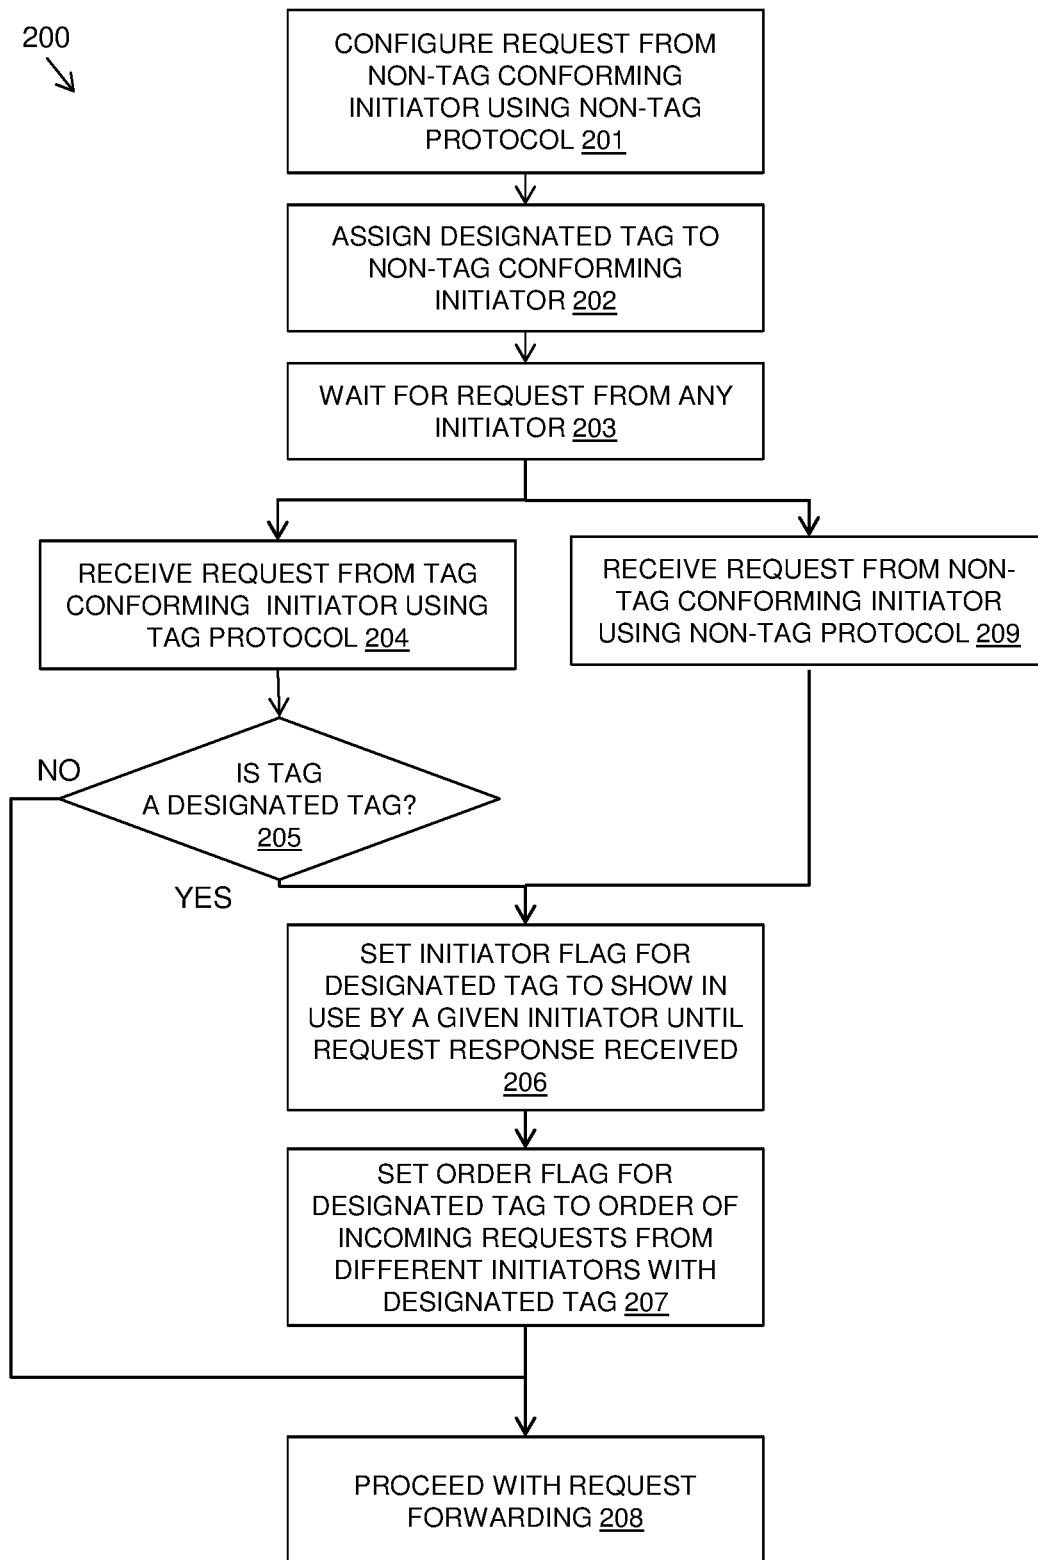 200
CONFIGURE REQUEST FROM
NON-TAG CONFORMING
INITIATOR USING NON-TAG
PROTOCOL 201
ASSIGN DESIGNATED TAG TO
NON-TAG CONFORMING
INITIATOR 202
WAIT FOR REQUEST FROM ANY
INITIATOR 203
RECEIVE REQUEST FROM TAG
CONFORMING INITIATOR USING
TAG PROTOCOL 204
RECEIVE REQUEST FROM NON-
TAG CONFORMING INITIATOR
USING NON-TAG PROTOCOL 209
NO
IS TAG
A DESIGNATED TAG?
205
YES
SET INITIATOR FLAG FOR
DESIGNATED TAG TO SHOW IN
USE BY A GIVEN INITIATOR UNTIL
REQUEST RESPONSE RECEIVED
206
SET ORDER FLAG FOR
DESIGNATED TAG TO ORDER OF
INCOMING REQUESTS FROM
DIFFERENT INITIATORS WITH
DESIGNATED TAG 207
PROCEED WITH REQUEST
FORWARDING 208